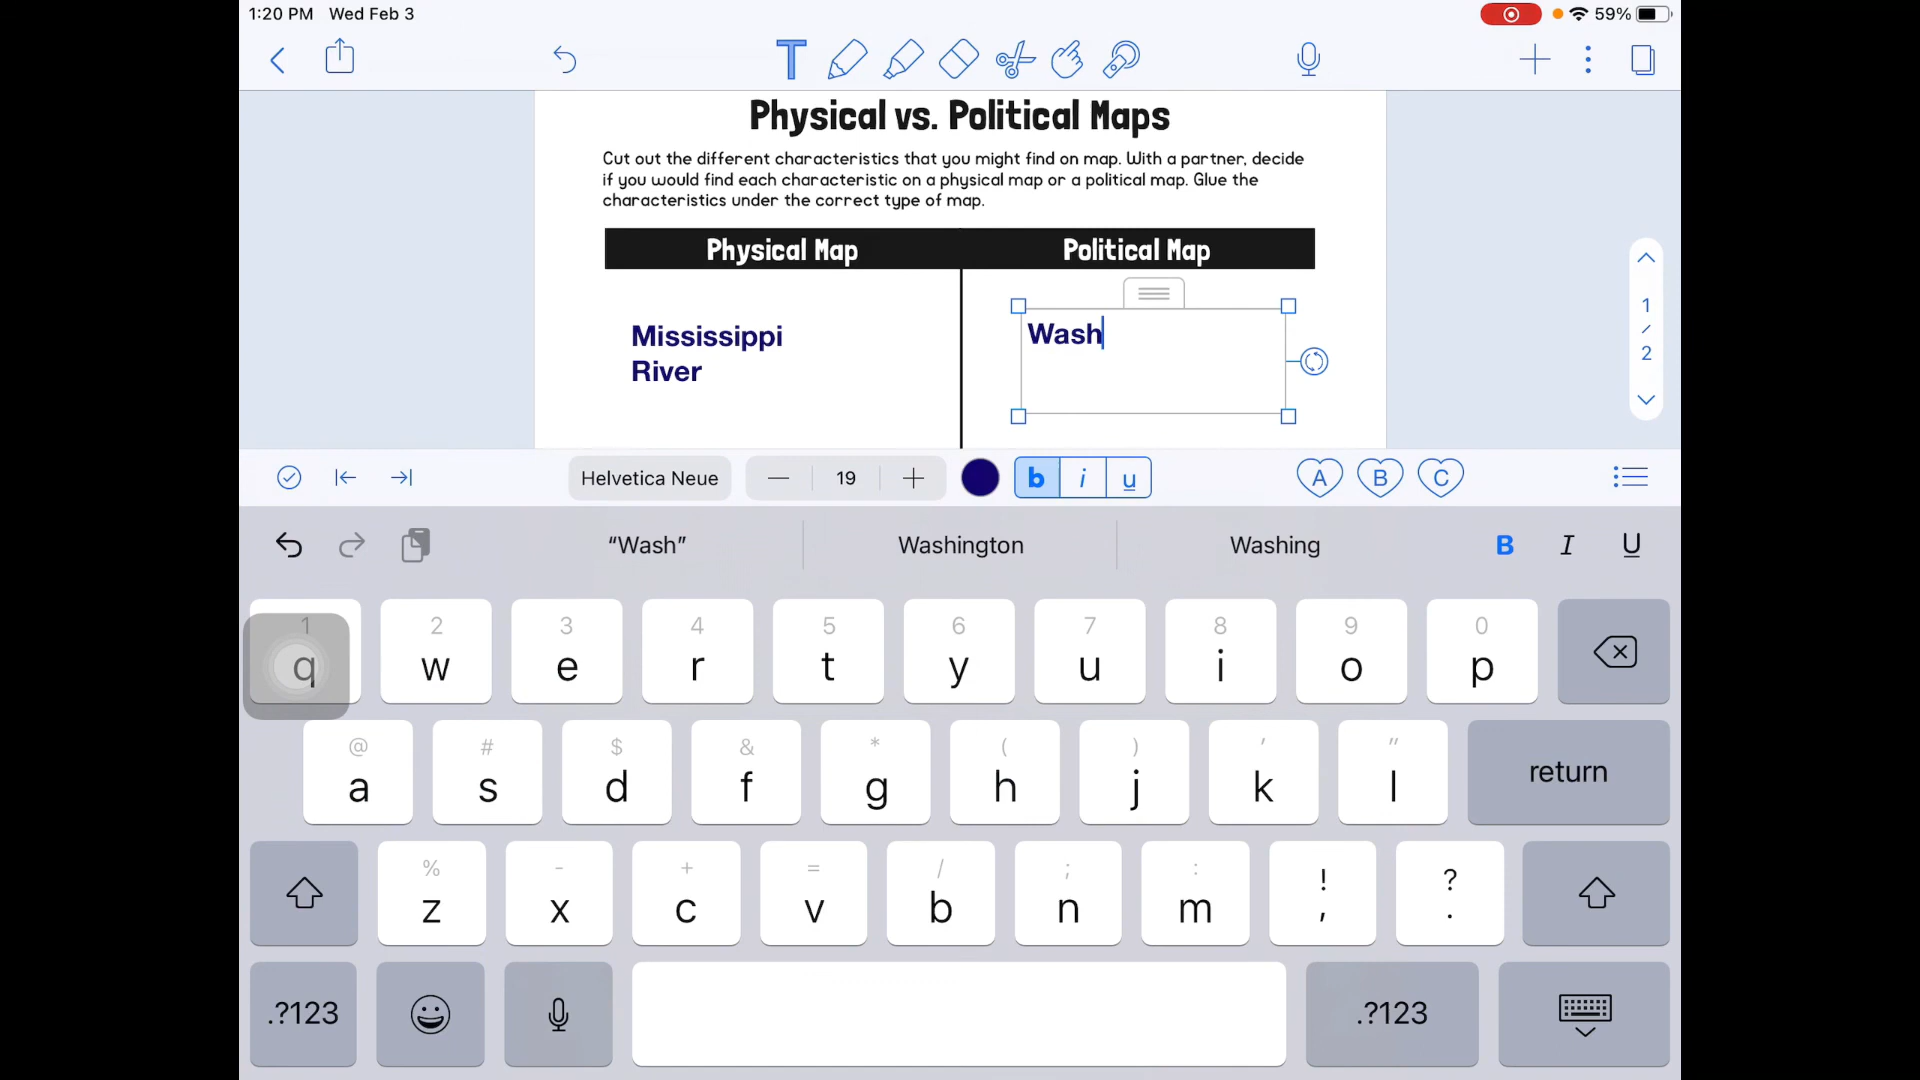 1:20 PM Wed Feb 3
59%
T
Physical vs. Political Maps
Cut out the different characteristics that you might find on map. With a partner, decide
if you would find each characteristic on a physical map or a political map. Glue the
characteristics under the correct type of map.
Physical Map Political Map
Mississippi
River
Wash
1
/
2
Helvetica Neue — 19 + b i u A B C
“Wash” Washington Washing B I U
1 2 3 4 5 6 7 8 9 0
q w e r t y u i o p
@ # $ & * ( ) ' "
a s d f g h j k l return
% - + = / ; : ! ?
z x c v b n m , .
.?123 .?123